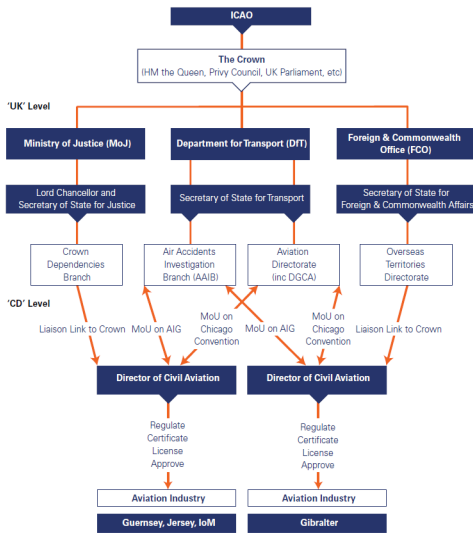 ICAO
The Crown
(HM the Queen, Privy Council, UK Parliament, etc)
'UK' Level
Ministry of Justice (MoJ)
Department for Transport (DfT)
Foreign & Commonwealth
Office (FCO)
Lord Chancellor and
Secretary of State for Justice
Secretary of State for Transport
Secretary of State for
Foreign & Commonwealth Affairs
Crown
Dependencies
Branch
Air Accidents
Investigation
Branch (AAIB)
Aviation
Directorate
(inc DGCA)
Overseas
Territories
Directorate
'CD' Level
Liaison Link to Crown
MoU on AIG
MoU on
Chicago
Convention
MoU on AIG
MoU on
Chicago
Convention
Liaison Link to Crown
Director of Civil Aviation
Director of Civil Aviation
Regulate
Certificate
License
Approve
Regulate
Certificate
License
Approve
Aviation Industry
Aviation Industry
Guernsey, Jersey, IoM
Gibralter